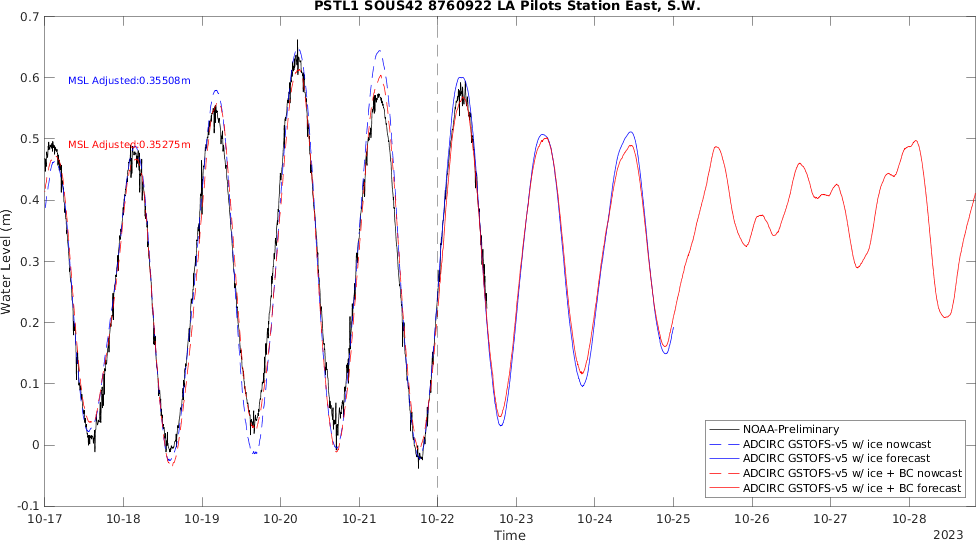 PSTL1 SOUS42 8760922 LA Pilots Station East, S.W.
0.7
0.6
0.5
0.4
0.3
0.2
0.1
0
-0.1
Water Level (m)
MSL Adjusted:0.35508m
MSL Adjusted:0.35275m
NOAA-Preliminary
ADCIRC GSTOFS-v5 w/ ice nowcast
ADCIRC GSTOFS-v5 w/ ice forecast
ADCIRC GSTOFS-v5 w/ ice + BC nowcast
ADCIRC GSTOFS-v5 w/ ice + BC forecast
10-17 10-18 10-19 10-20 10-21 10-22 10-23 10-24 10-25 10-26 10-27 10-28
Time
2023